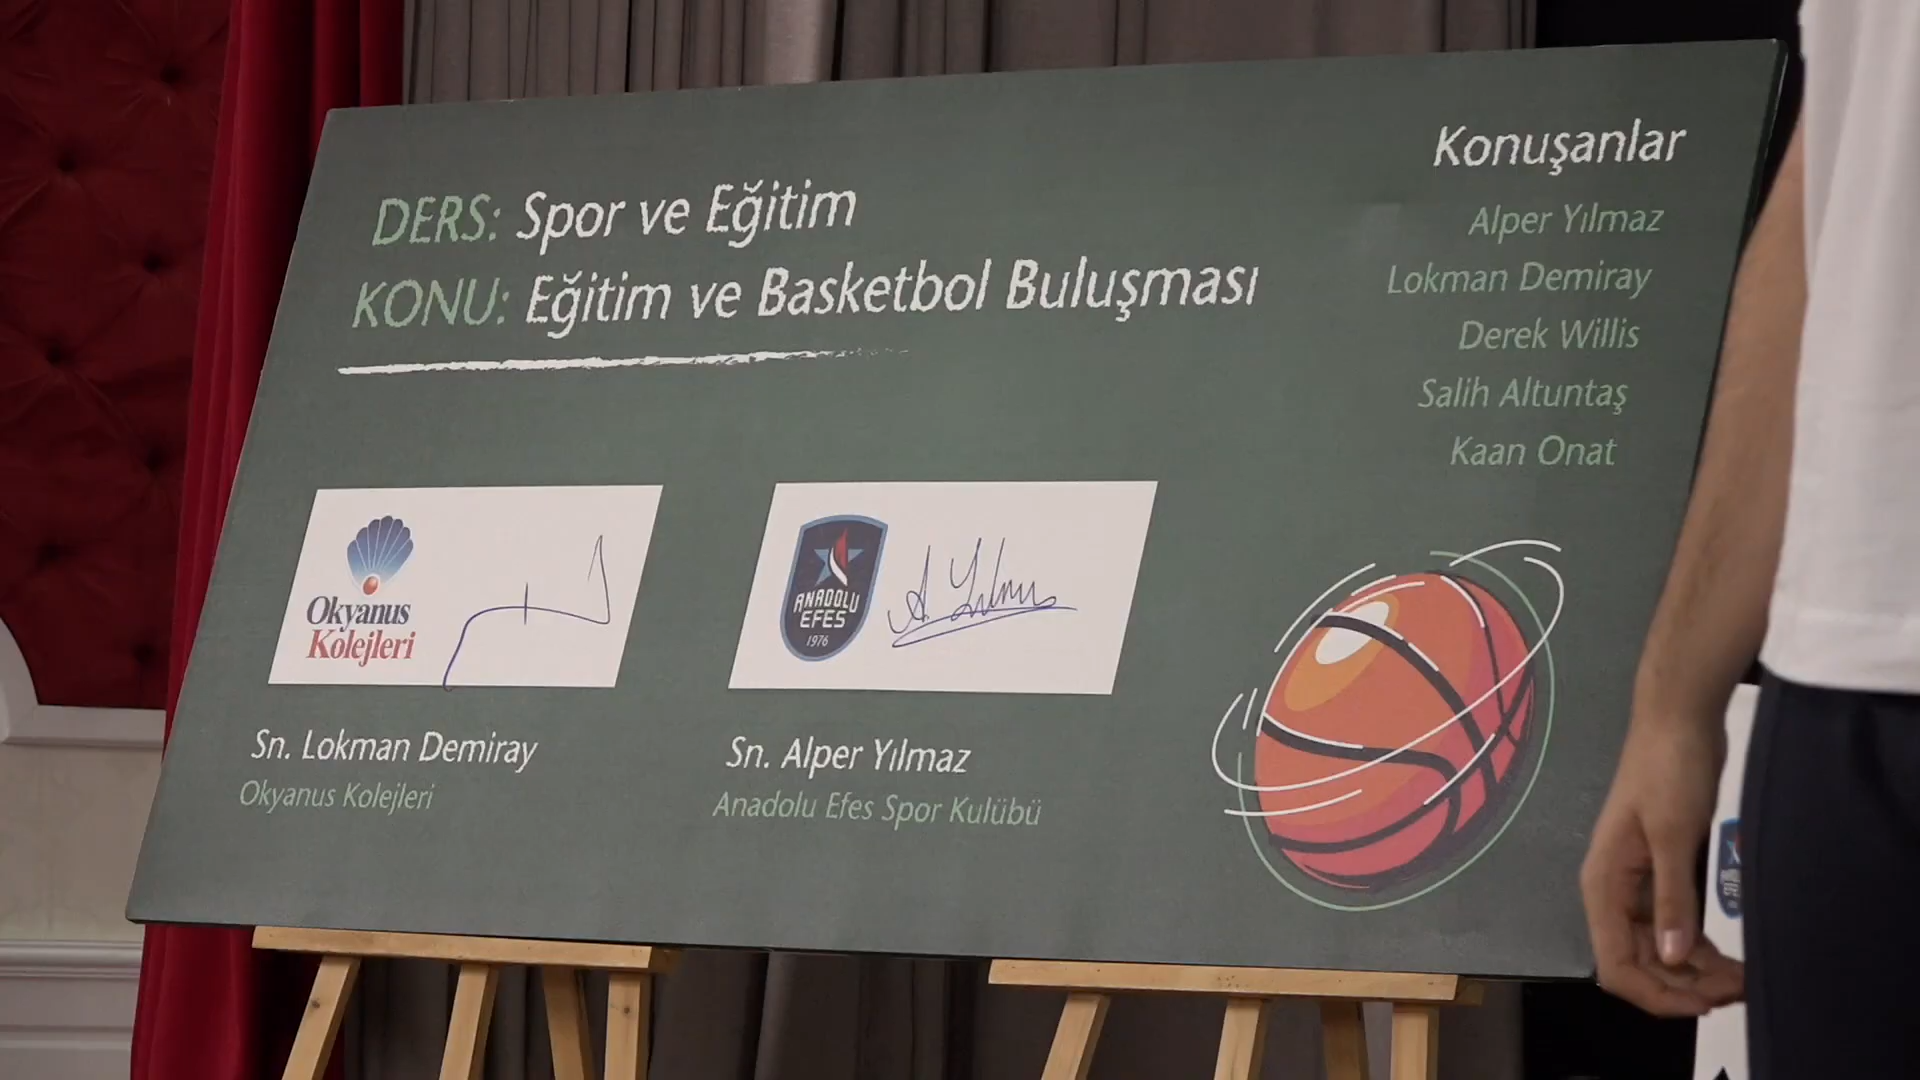 DERS: Spor ve Eğitim
KONU: Eğitim ve Basketbol Buluşması
Konuşanlar
Alper Yılmaz
Lokman Demiray
Derek Willis
Salih Altuntaş
Kaan Onat
Okyanus
Kolejleri
ANADOLU
EFES
1976
A. Yılmaz
Sn. Lokman Demiray
Okyanus Kolejleri
Sn. Alper Yılmaz
Anadolu Efes Spor Kulübü